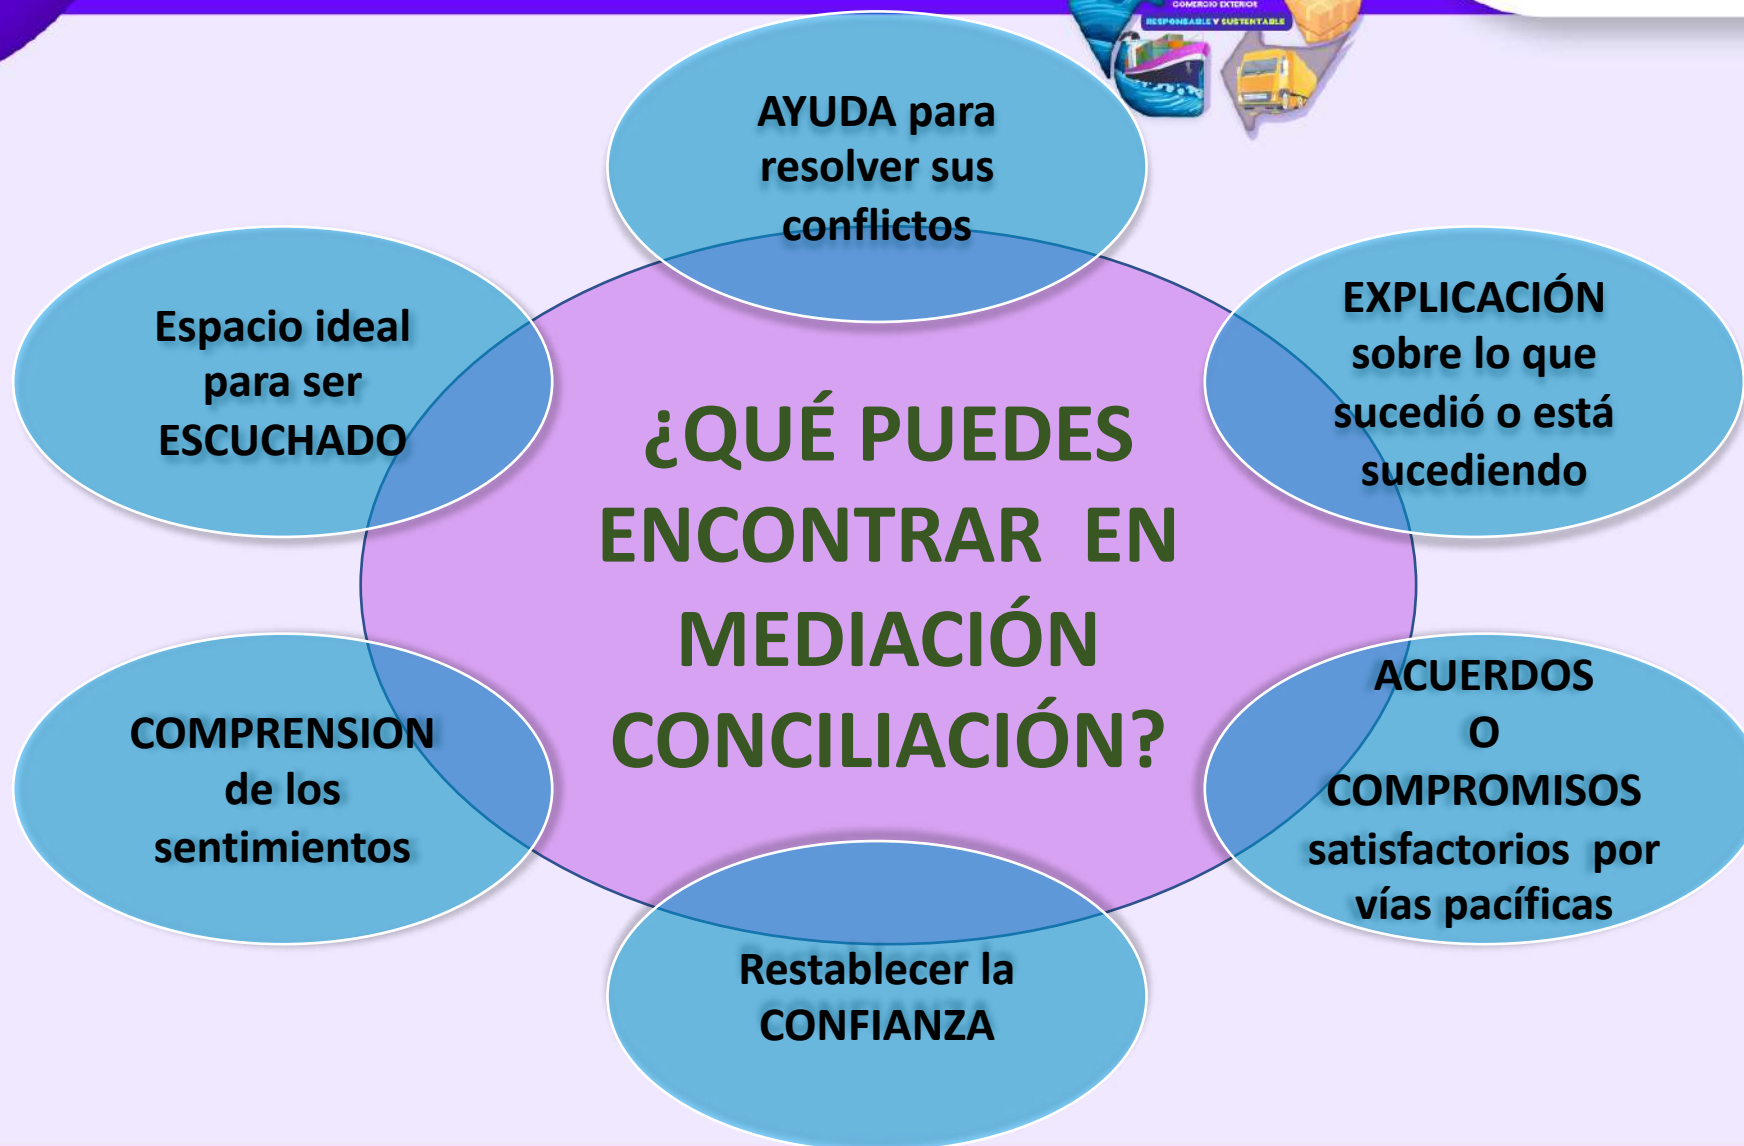 COMERCIO EXTERIOR
RESPONSABLE Y SUSTENTABLE
AYUDA para
resolver sus
conflictos
EXPLICACIÓN
sobre lo que
sucedió o está
sucediendo
ACUERDOS
O
COMPROMISOS
satisfactorios por
vías pacíficas
Restablecer la
CONFIANZA
COMPRENSION
de los
sentimientos
Espacio ideal
para ser
ESCUCHADO
¿QUÉ PUEDES
ENCONTRAR EN
MEDIACIÓN
CONCILIACIÓN?